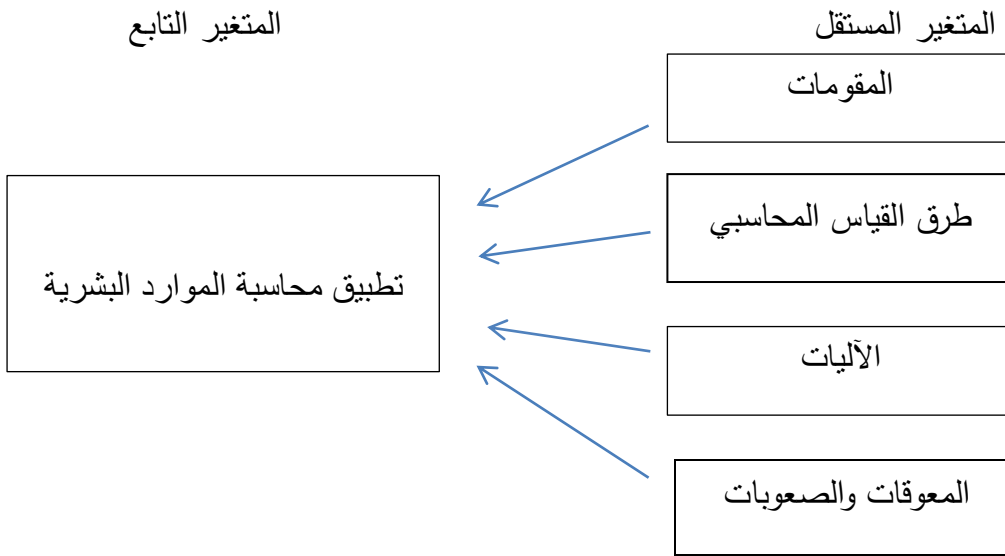 المتغير المستقل
المتغير التابع
المقومات
طرق القياس المحاسبي
تطبيق محاسبة الموارد البشرية
الآليات
المعوقات والصعوبات